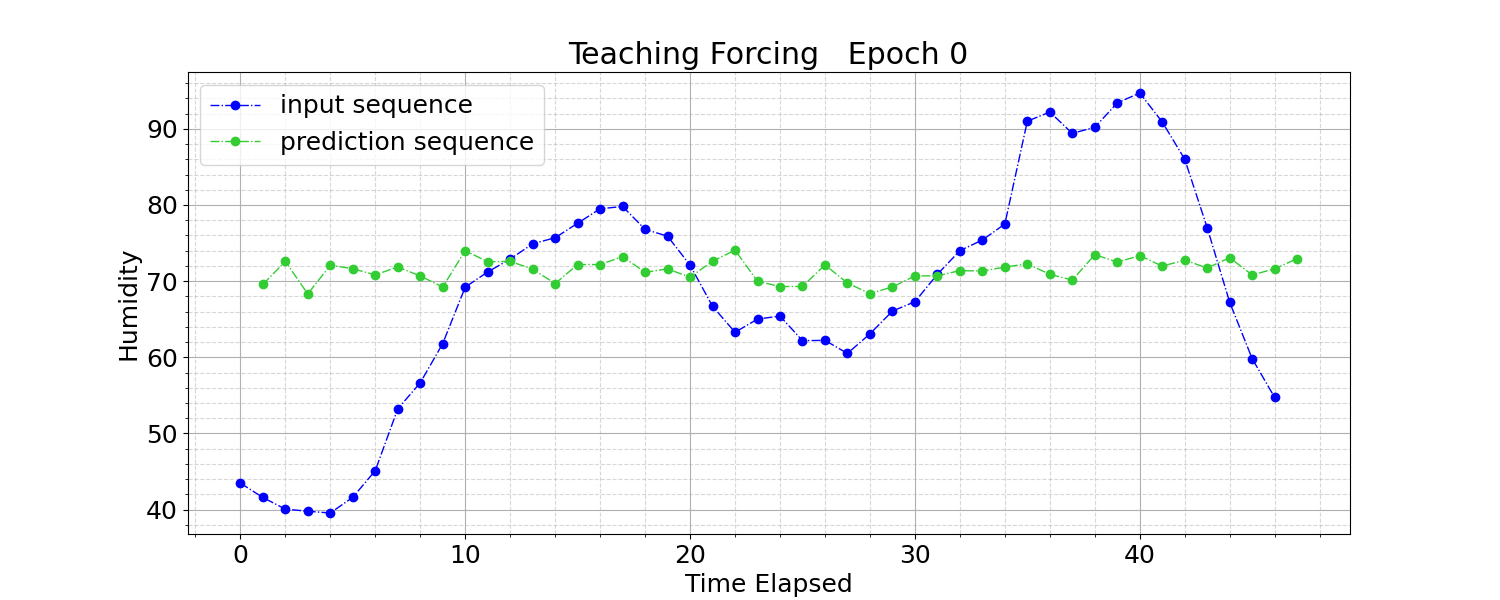 Teaching Forcing   Epoch 0
input sequence
prediction sequence
90
80
70
60
50
40
Humidity
0 10 20 30 40
Time Elapsed